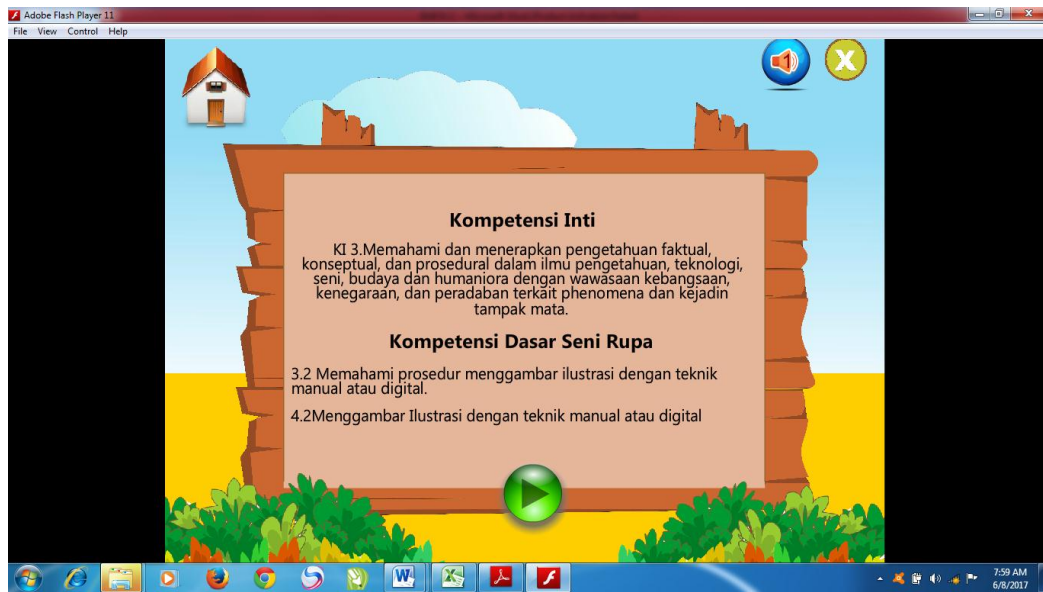 Adobe Flash Player 11
File View Control Help
X
Kompetensi Inti
KI 3.Memahami dan menerapkan pengetahuan faktual,
konseptual, dan prosedural dalam ilmu pengetahuan, teknologi,
seni, budaya dan humaniora dengan wawasaan kebangsaan,
kenegaraan, dan peradaban terkait phenomena dan kejadin
tampak mata.
Kompetensi Dasar Seni Rupa
3.2 Memahami prosedur menggambar ilustrasi dengan teknik
manual atau digital.
4.2Menggambar Ilustrasi dengan teknik manual atau digital
7:59 AM
6/8/2017